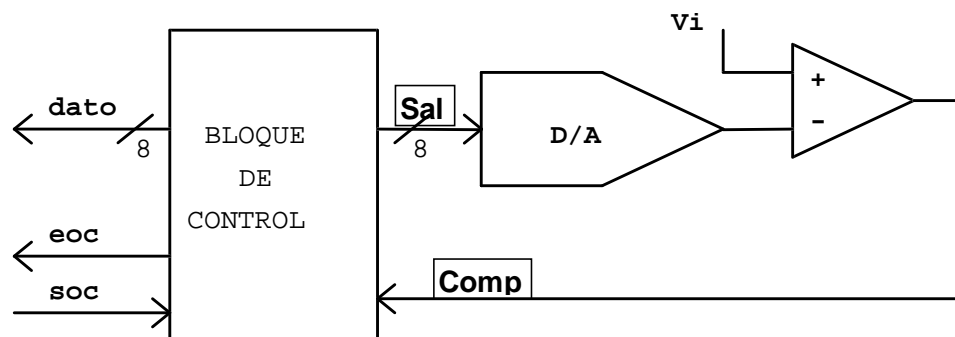 Vi
+
-
dato
8
BLOQUE
DE
CONTROL
Sal
8
D/A
eoc
soc
Comp